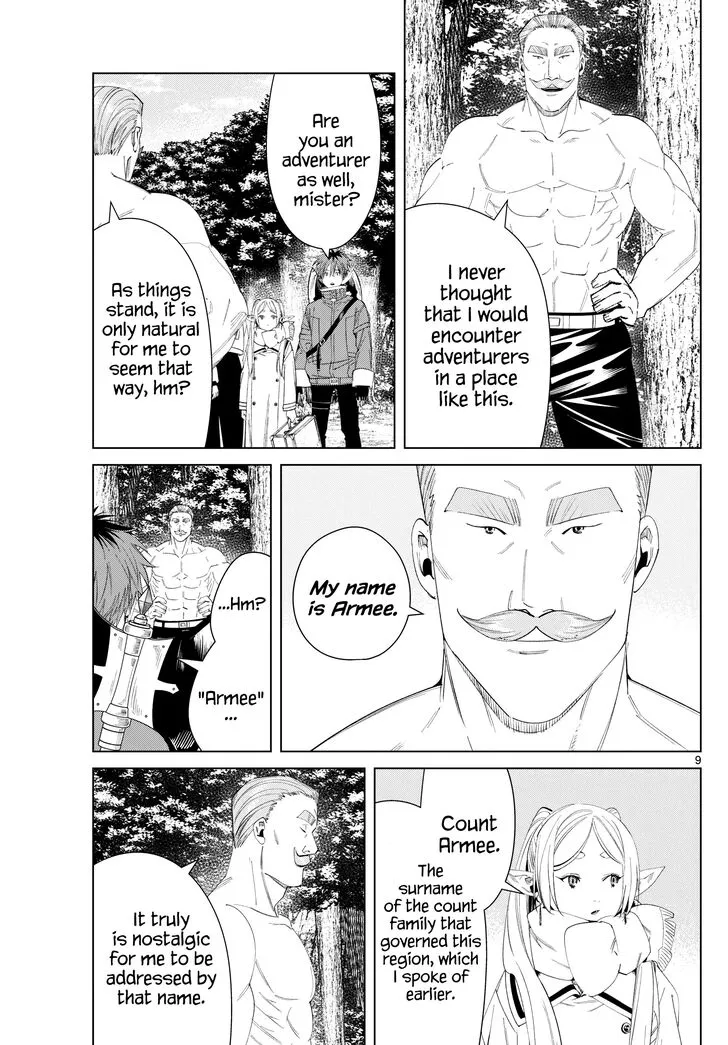 I never
thought
that I would
encounter
adventurers
in a place
like this.
Are
you an
adventurer
as well,
mister?
As things
stand, it is
only natural
for me to
seem that
way, hm?
My name
is Armee.
...Hm?
"Armee"
...
9
Count
Armee.
The
surname
of the count
family that
governed this
region, which
I spoke of
earlier.
It truly
is nostalgic
for me to be
addressed by
that name.